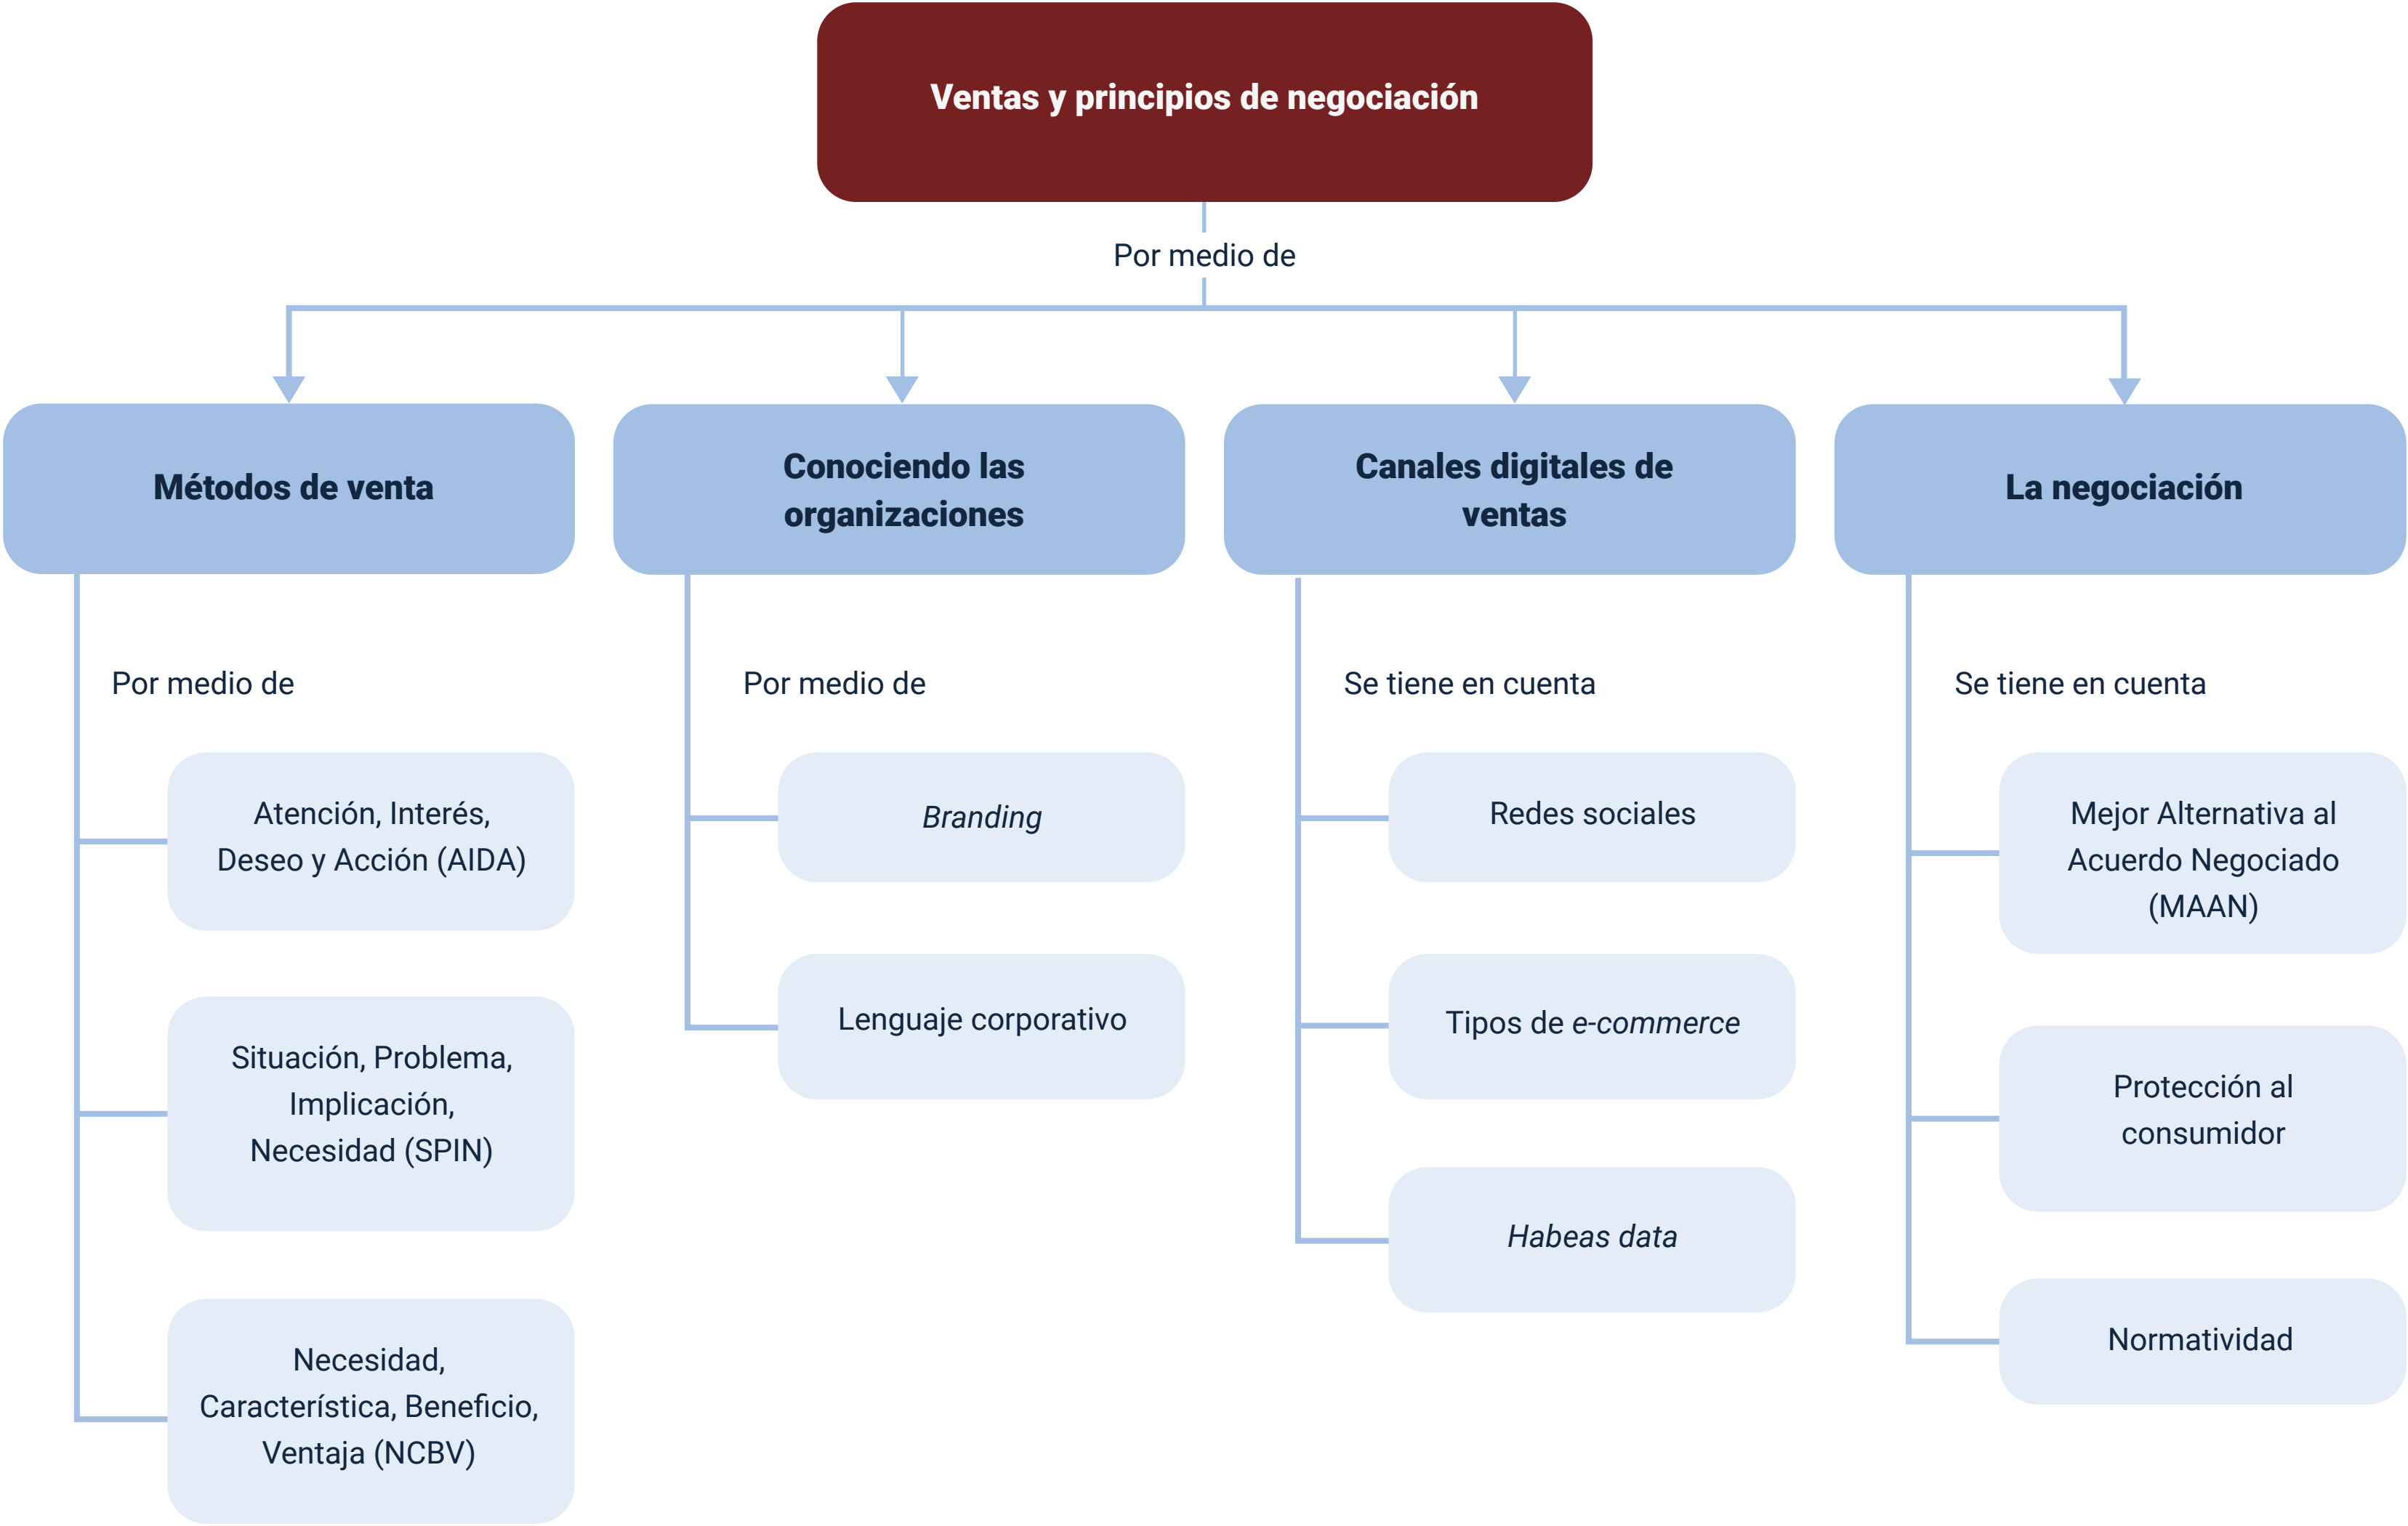 Ventas y principios de negociación
Por medio de
Métodos de venta
Por medio de
Atención, Interés,
Deseo y Acción (AIDA)
Situación, Problema,
Implicación,
Necesidad (SPIN)
Necesidad,
Característica, Beneficio,
Ventaja (NCBV)
Conociendo las
organizaciones
Por medio de
Branding
Lenguaje corporativo
Canales digitales de
ventas
Se tiene en cuenta
Redes sociales
Tipos de e-commerce
Habeas data
La negociación
Se tiene en cuenta
Mejor Alternativa al
Acuerdo Negociado
(MAAN)
Protección al
consumidor
Normatividad